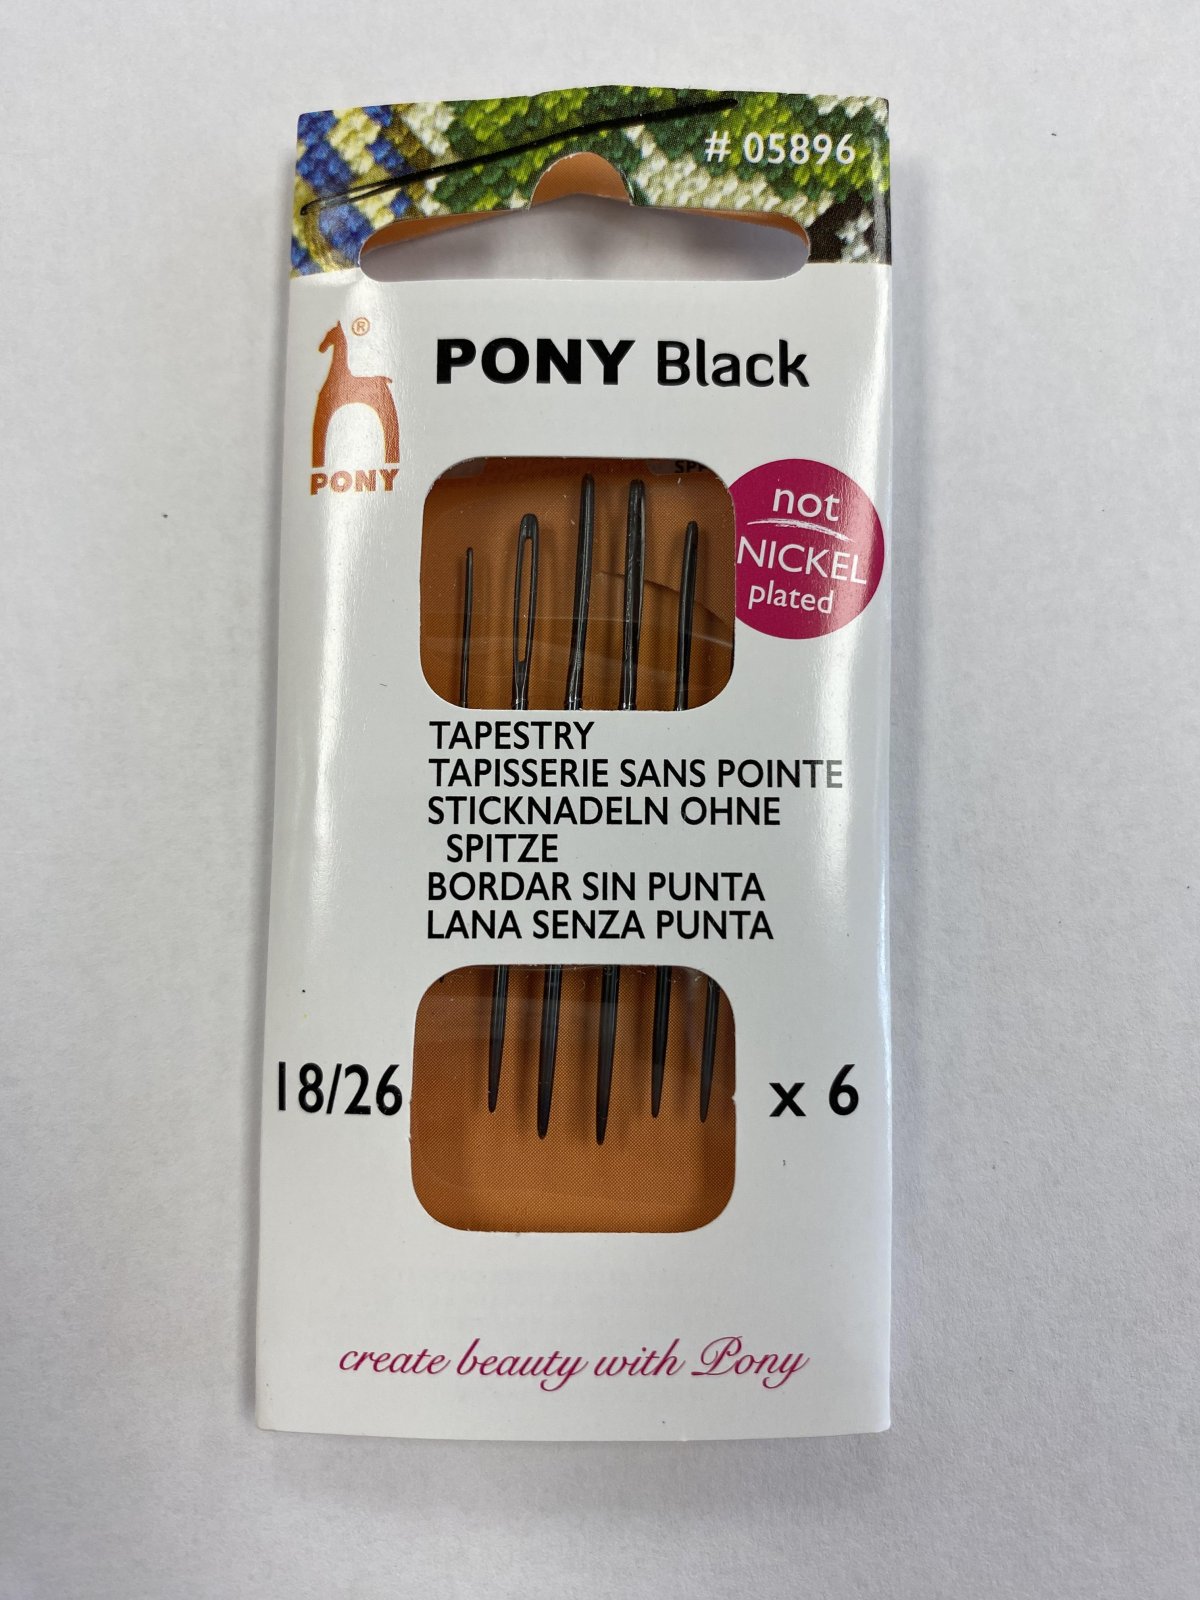 # 05896
®
PONY
PONY Black
not
NICKEL
plated
TAPESTRY
TAPISSERIE SANS POINTE
STICKNADELN OHNE
SPITZE
BORDAR SIN PUNTA
LANA SENZA PUNTA
18/26
x 6
create beauty with Pony